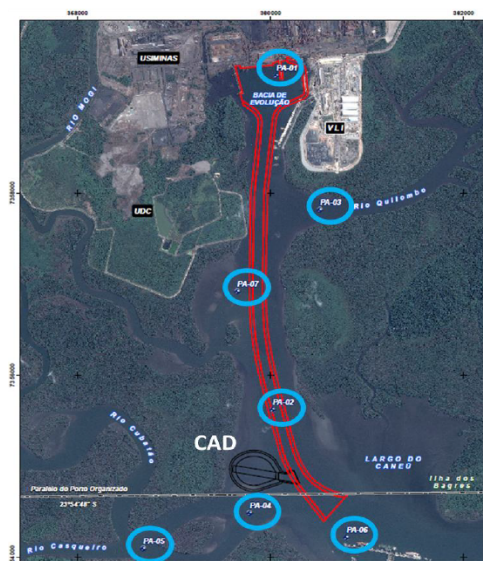 360000
362000
USIMINAS
PA-01
BACIA DE
EVOLUÇÃO
RIO MOGI
VLI
PA-03
Rio Quilombo
UDC
PA-07
PA-02
CAD
Rio Cubatão
LARGO DO
CANEÚ
Ilha dos
Bagres
Paralelo do Porto Organizado
23°54'48" S
PA-04
PA-06
PA-05
Rio Casqueiro